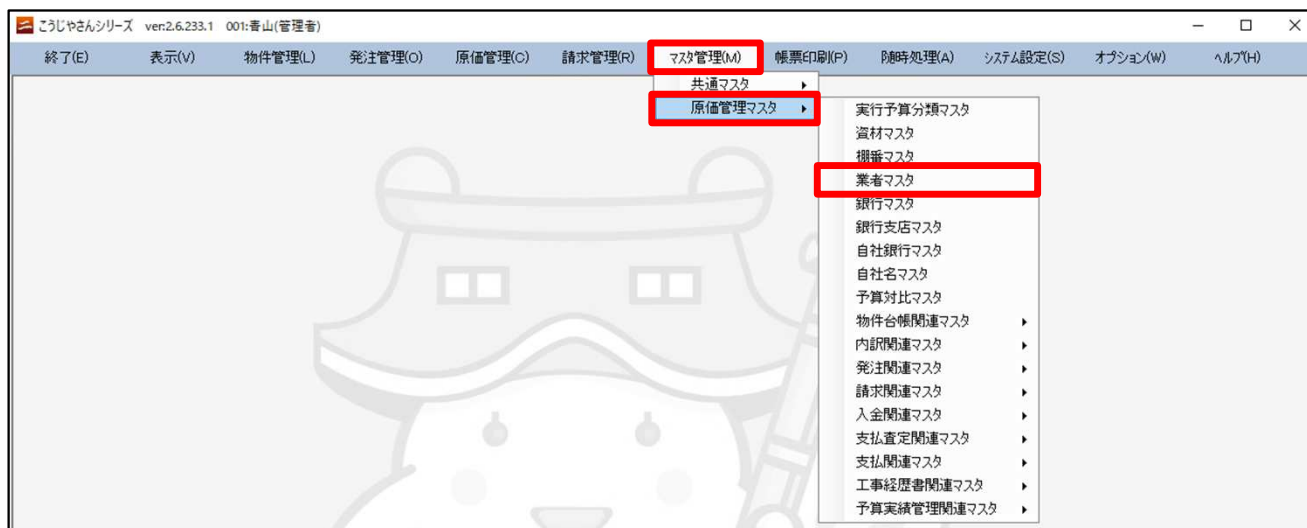 こうじやさんシリーズ ver:2.6.233.1 001:青山(管理者)
終了(E) 表示(V) 物件管理(L) 発注管理(O) 原価管理(C) 請求管理(R) マスタ管理(M) 帳票印刷(P) 随時処理(A) システム設定(S) オプション(W) ヘルプ(H)
共通マスタ
原価管理マスタ
実行予算分類マスタ
資材マスタ
棚番マスタ
業者マスタ
銀行マスタ
銀行支店マスタ
自社銀行マスタ
自社名マスタ
予算対比マスタ
物件台帳関連マスタ
内訳関連マスタ
発注関連マスタ
請求関連マスタ
入金関連マスタ
支払査定関連マスタ
支払関連マスタ
工事経歴書関連マスタ
予算実績管理関連マスタ